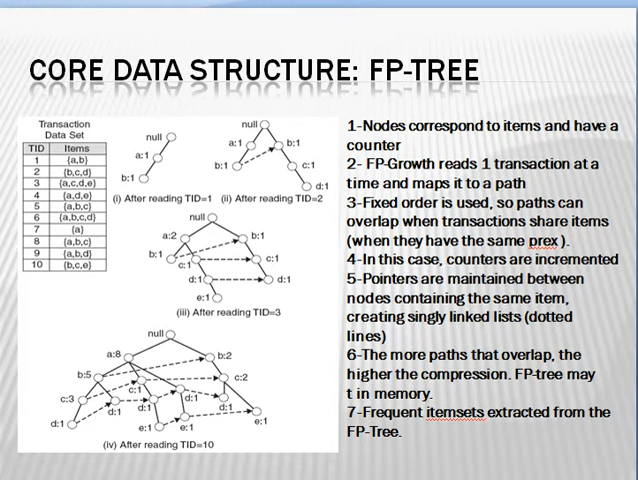 CORE DATA STRUCTURE: FP-TREE
Transaction
Data Set
TID Items
1 {a,b}
2 {b,c,d}
3 {a,c,d,e}
4 {a,d,e}
5 {a,b,c}
6 {a,b,c,d}
7 {a}
8 {a,b,c}
9 {a,b,d}
10 {b,c,e}
null
a:1
b:1
(i) After reading TID=1
null
a:1
b:1
b:1
c:1
d:1
(ii) After reading TID=2
null
a:2
b:1
b:1
c:1
c:1
d:1
d:1
e:1
(iii) After reading TID=3
null
a:8
b:2
b:5
c:2
c:1
c:3
d:1
d:1
d:1
d:1
d:1
e:1
e:1
e:1
(iv) After reading TID=10
1-Nodes correspond to items and have a
counter
2- FP-Growth reads 1 transaction at a
time and maps it to a path
3-Fixed order is used, so paths can
overlap when transactions share items
(when they have the same prex ).
4-In this case, counters are incremented
5-Pointers are maintained between
nodes containing the same item,
creating singly linked lists (dotted
lines)
6-The more paths that overlap, the
higher the compression. FP-tree may
t in memory.
7-Frequent itemsets extracted from the
FP-Tree.